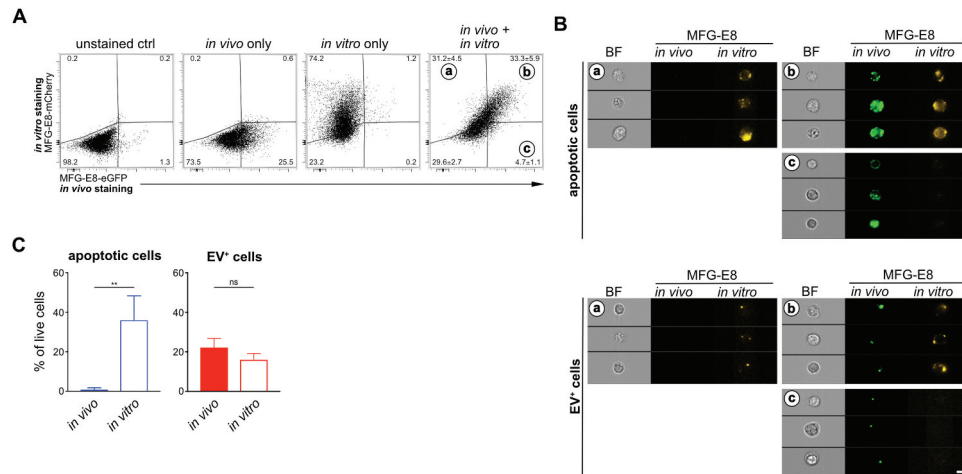 A
unstained ctrl
in vivo only
in vitro only
in vivo +
in vitro
in vitro staining
MFG-E8-mCherry
0.2
0.2
98.2
1.3
0.2
0.6
73.5
25.5
74.2
1.2
23.2
0.2
31.2±4.5
33.3±5.9
a
b
c
29.6±2.7
4.7±1.1
MFG-E8-eGFP
in vivo staining
B
MFG-E8
BF
in vivo
in vitro
a
MFG-E8
BF
in vivo
in vitro
b
c
apoptotic cells
C
apoptotic cells
% of live cells
60
40
20
0
**
in vivo
in vitro
EV+ cells
60
40
20
0
ns
in vivo
in vitro
MFG-E8
BF
in vivo
in vitro
a
MFG-E8
BF
in vivo
in vitro
b
c
EV+ cells